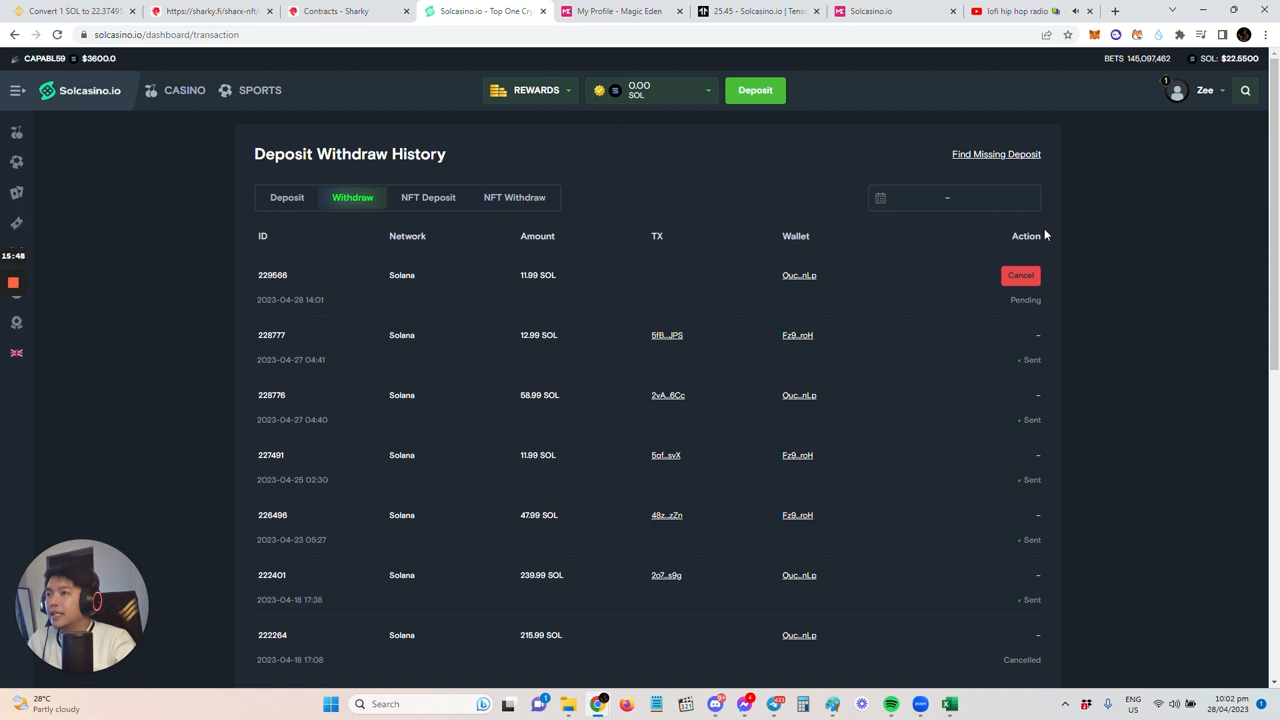 Convert 1 SOL to 22.37495
https://sharky.fi/sharx-nft/
Contracts - Sharky
Solcasino.io - Top One Cry
My Profile - Magic Eden
25.45 - Solcasino.io | Tens
Solcasino.io
lofi hip hop radio
solcasino.io/dashboard/transaction
CAPABL59 $3600.0
BETS 145,097,462 SOL: $22.5500
Solcasino.io
CASINO
SPORTS
REWARDS
0.00
SOL
Deposit
1
Zee
Deposit Withdraw History
Find Missing Deposit
Deposit Withdraw NFT Deposit NFT Withdraw
-
ID Network Amount TX Wallet Action
15:48
229566 Solana 11.99 SOL Quc...nLp Cancel
2023-04-28 14:01 Pending
228777 Solana 12.99 SOL 5fB...JPS Fz9...roH -
2023-04-27 04:41 Sent
228776 Solana 58.99 SOL 2vA...6Cc Quc...nLp -
2023-04-27 04:40 Sent
227491 Solana 11.99 SOL 5qf...svX Fz9...roH -
2023-04-25 02:30 Sent
226496 Solana 47.99 SOL 48z...zZn Fz9...roH -
2023-04-23 05:27 Sent
222401 Solana 239.99 SOL 2o7...s9g Quc...nLp -
2023-04-18 17:38 Sent
222264 Solana 215.99 SOL Quc...nLp -
2023-04-18 17:08 Cancelled
28°C
Partly cloudy
Search
ENG
US
10:02 pm
28/04/2023